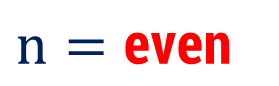 n = even